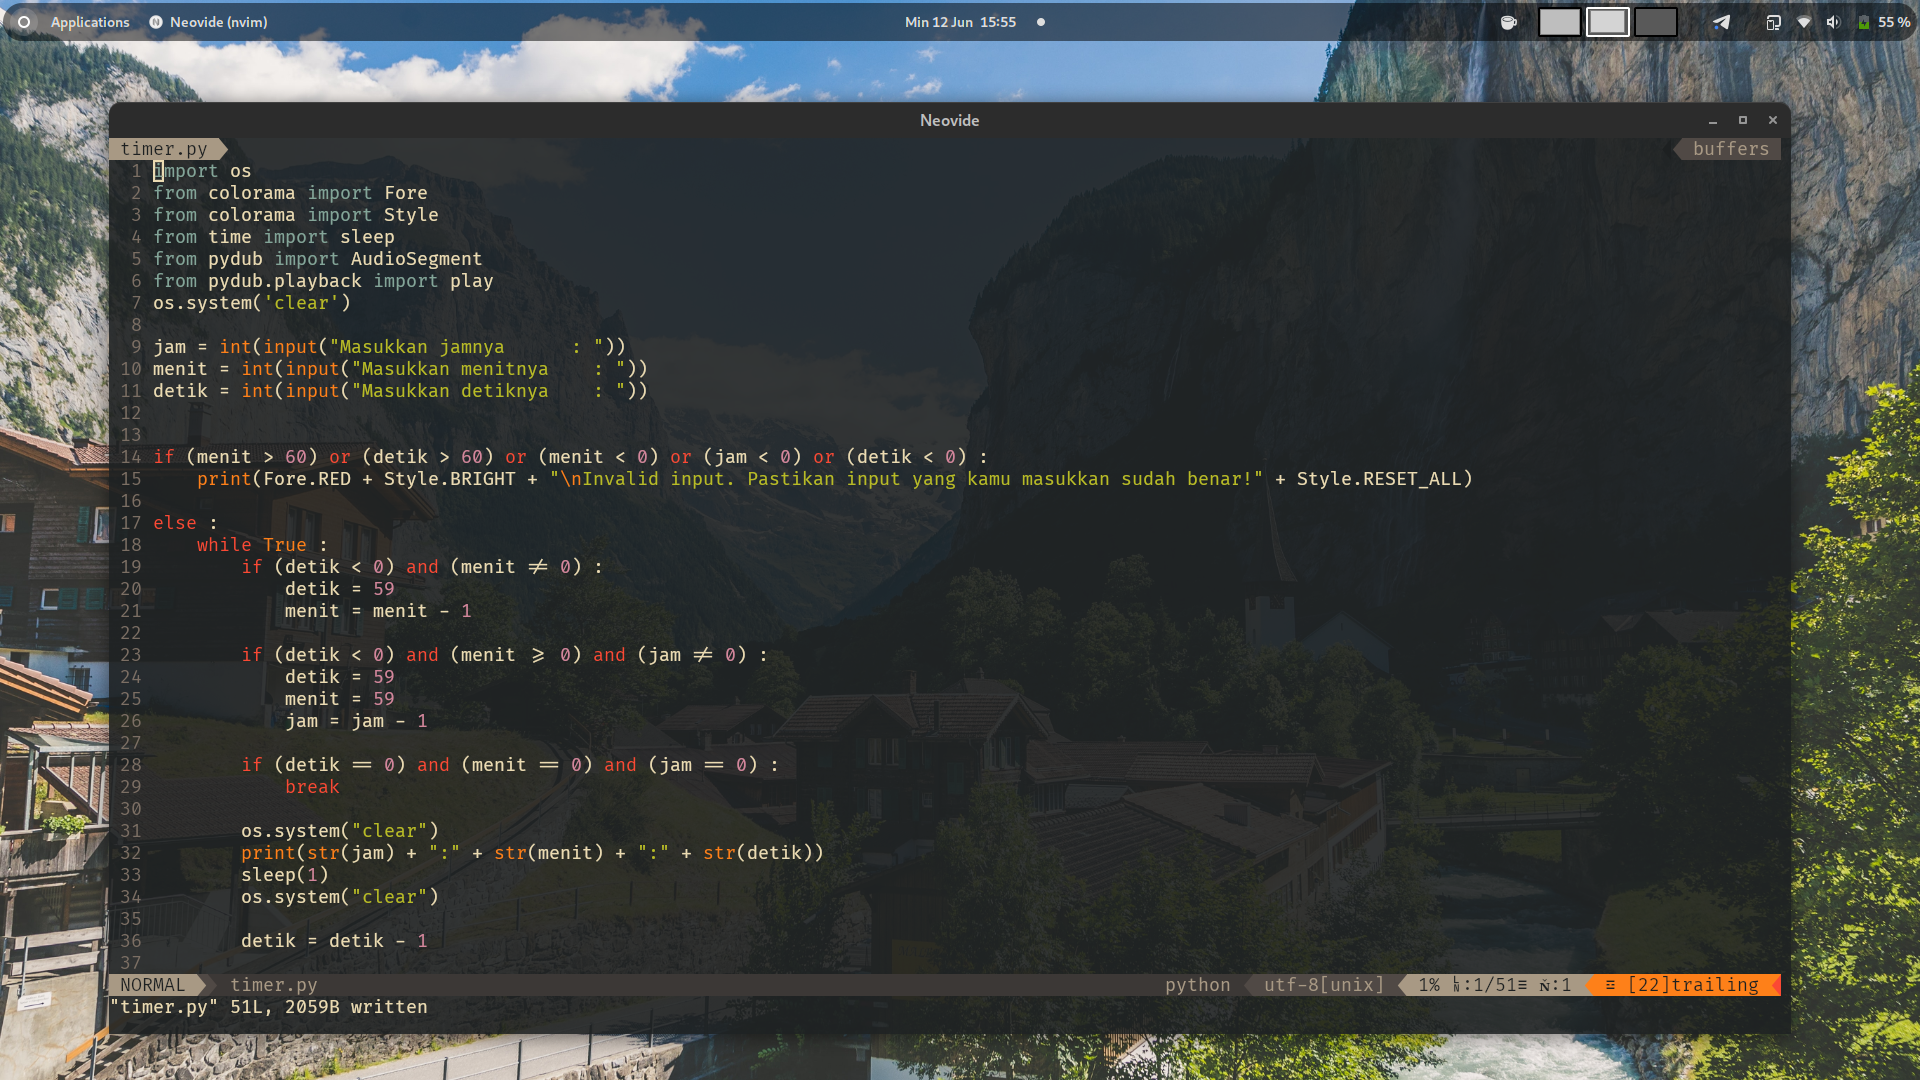 Applications Neovide (nvim) Min 12 Jun 15:55 55 %
Neovide
timer.py buffers
1 import os
2 from colorama import Fore
3 from colorama import Style
4 from time import sleep
5 from pydub import AudioSegment
6 from pydub.playback import play
7 os.system('clear')
8
9 jam = int(input("Masukkan jamnya      : "))
10 menit = int(input("Masukkan menitnya    : "))
11 detik = int(input("Masukkan detiknya    : "))
12
13
14 if (menit > 60) or (detik > 60) or (menit < 0) or (jam < 0) or (detik < 0) :
15     print(Fore.RED + Style.BRIGHT + "\nInvalid input. Pastikan input yang kamu masukkan sudah benar!" + Style.RESET_ALL)
16
17 else :
18     while True :
19         if (detik < 0) and (menit ≠ 0) :
20             detik = 59
21             menit = menit - 1
22
23         if (detik < 0) and (menit ⩾ 0) and (jam ≠ 0) :
24             detik = 59
25             menit = 59
26             jam = jam - 1
27
28         if (detik == 0) and (menit == 0) and (jam == 0) :
29             break
30
31         os.system("clear")
32         print(str(jam) + ":" + str(menit) + ":" + str(detik))
33         sleep(1)
34         os.system("clear")
35
36         detik = detik - 1
37
NORMAL timer.py python utf-8[unix] 1% ␊:1/51≡ ℅:1 Ξ [22]trailing
"timer.py" 51L, 2059B written